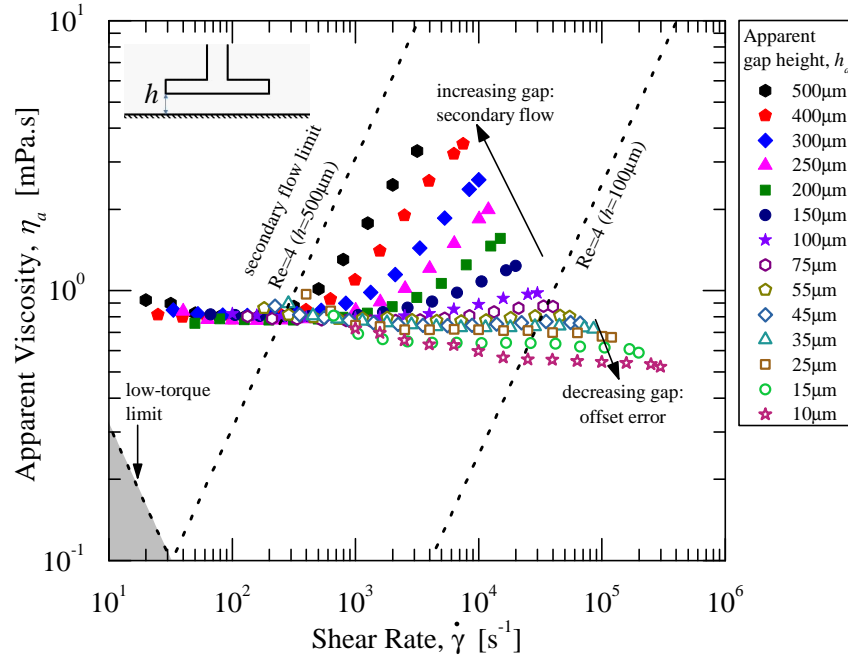 10^1
10^0
10^-1
Apparent Viscosity, η_a [mPa.s]
h
secondary flow limit
Re=4 (h=500μm)
increasing gap:
secondary flow
Re=4 (h=100μm)
low-torque
limit
decreasing gap:
offset error
10^1 10^2 10^3 10^4 10^5 10^6
Shear Rate, γ̇ [s^-1]
Apparent
gap height, h_a
500μm
400μm
300μm
250μm
200μm
150μm
100μm
75μm
55μm
45μm
35μm
25μm
15μm
10μm